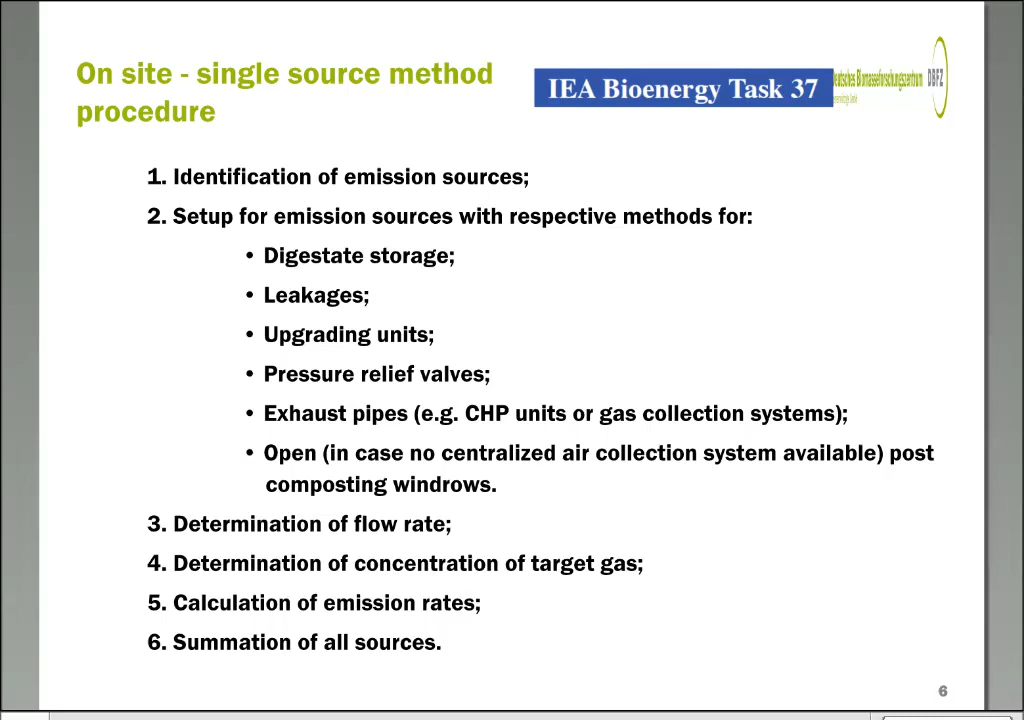 On site - single source method
procedure
IEA Bioenergy Task 37
Deutsches Biomasseforschungszentrum
DBFZ
1. Identification of emission sources;
2. Setup for emission sources with respective methods for:
• Digestate storage;
• Leakages;
• Upgrading units;
• Pressure relief valves;
• Exhaust pipes (e.g. CHP units or gas collection systems);
• Open (in case no centralized air collection system available) post
composting windrows.
3. Determination of flow rate;
4. Determination of concentration of target gas;
5. Calculation of emission rates;
6. Summation of all sources.
6